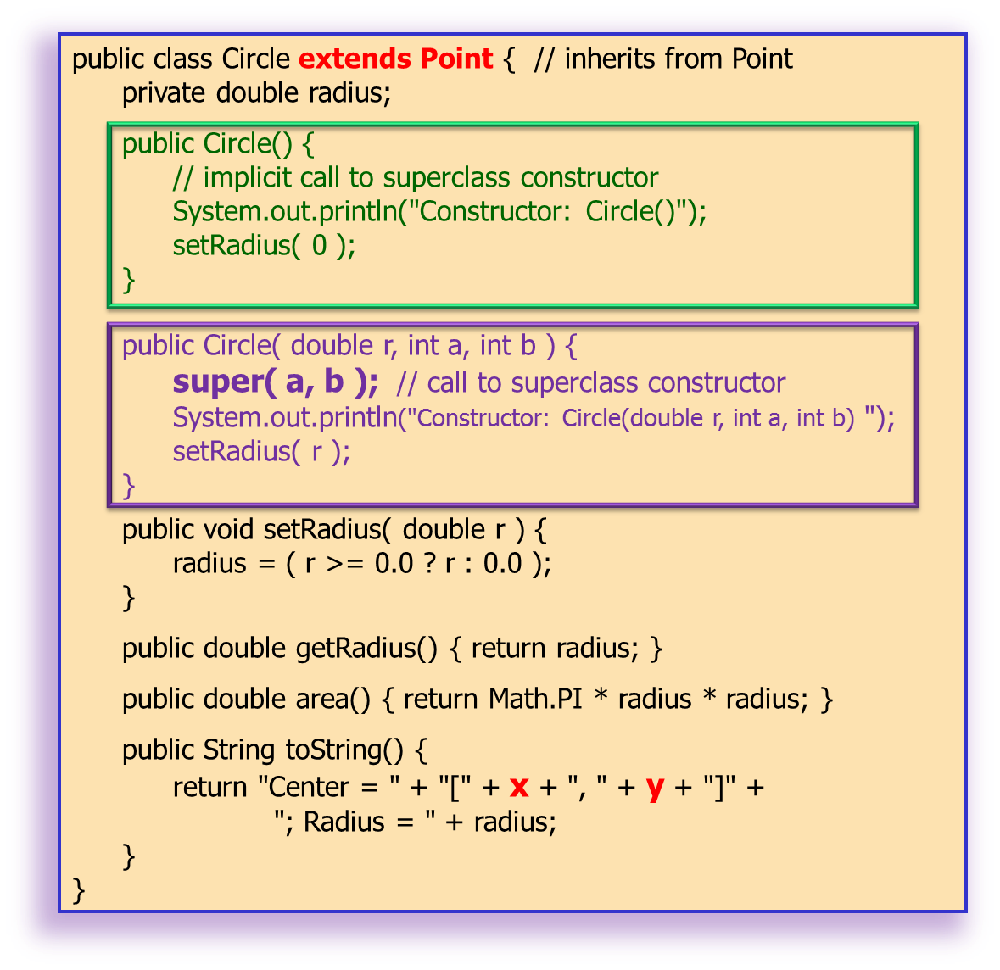 public class Circle extends Point {  // inherits from Point
private double radius;
public Circle() {
// implicit call to superclass constructor
System.out.println("Constructor:  Circle()");
setRadius( 0 );
}
public Circle( double r, int a, int b ) {
super( a, b );  // call to superclass constructor
System.out.println("Constructor:  Circle(double r, int a, int b) ");
setRadius( r );
}
public void setRadius( double r ) {
radius = ( r >= 0.0 ? r : 0.0 );
}
public double getRadius() { return radius; }
public double area() { return Math.PI * radius * radius; }
public String toString() {
return "Center = " + "[" + x + ", " + y + "]" +
"; Radius = " + radius;
}
}